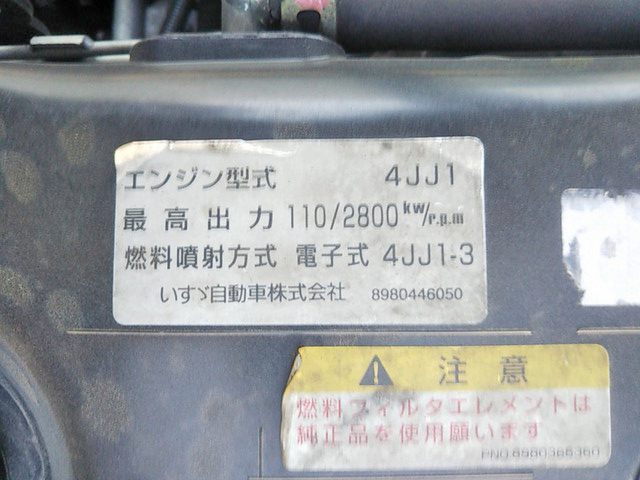 エンジン型式 4JJ1
最高出力 110/2800kw/r.p.m
燃料噴射方式 電子式 4JJ1-3
いすゞ自動車株式会社 8980446050
注意
燃料フィルタエレメントは
純正品を使用願います
PNO.8980386360